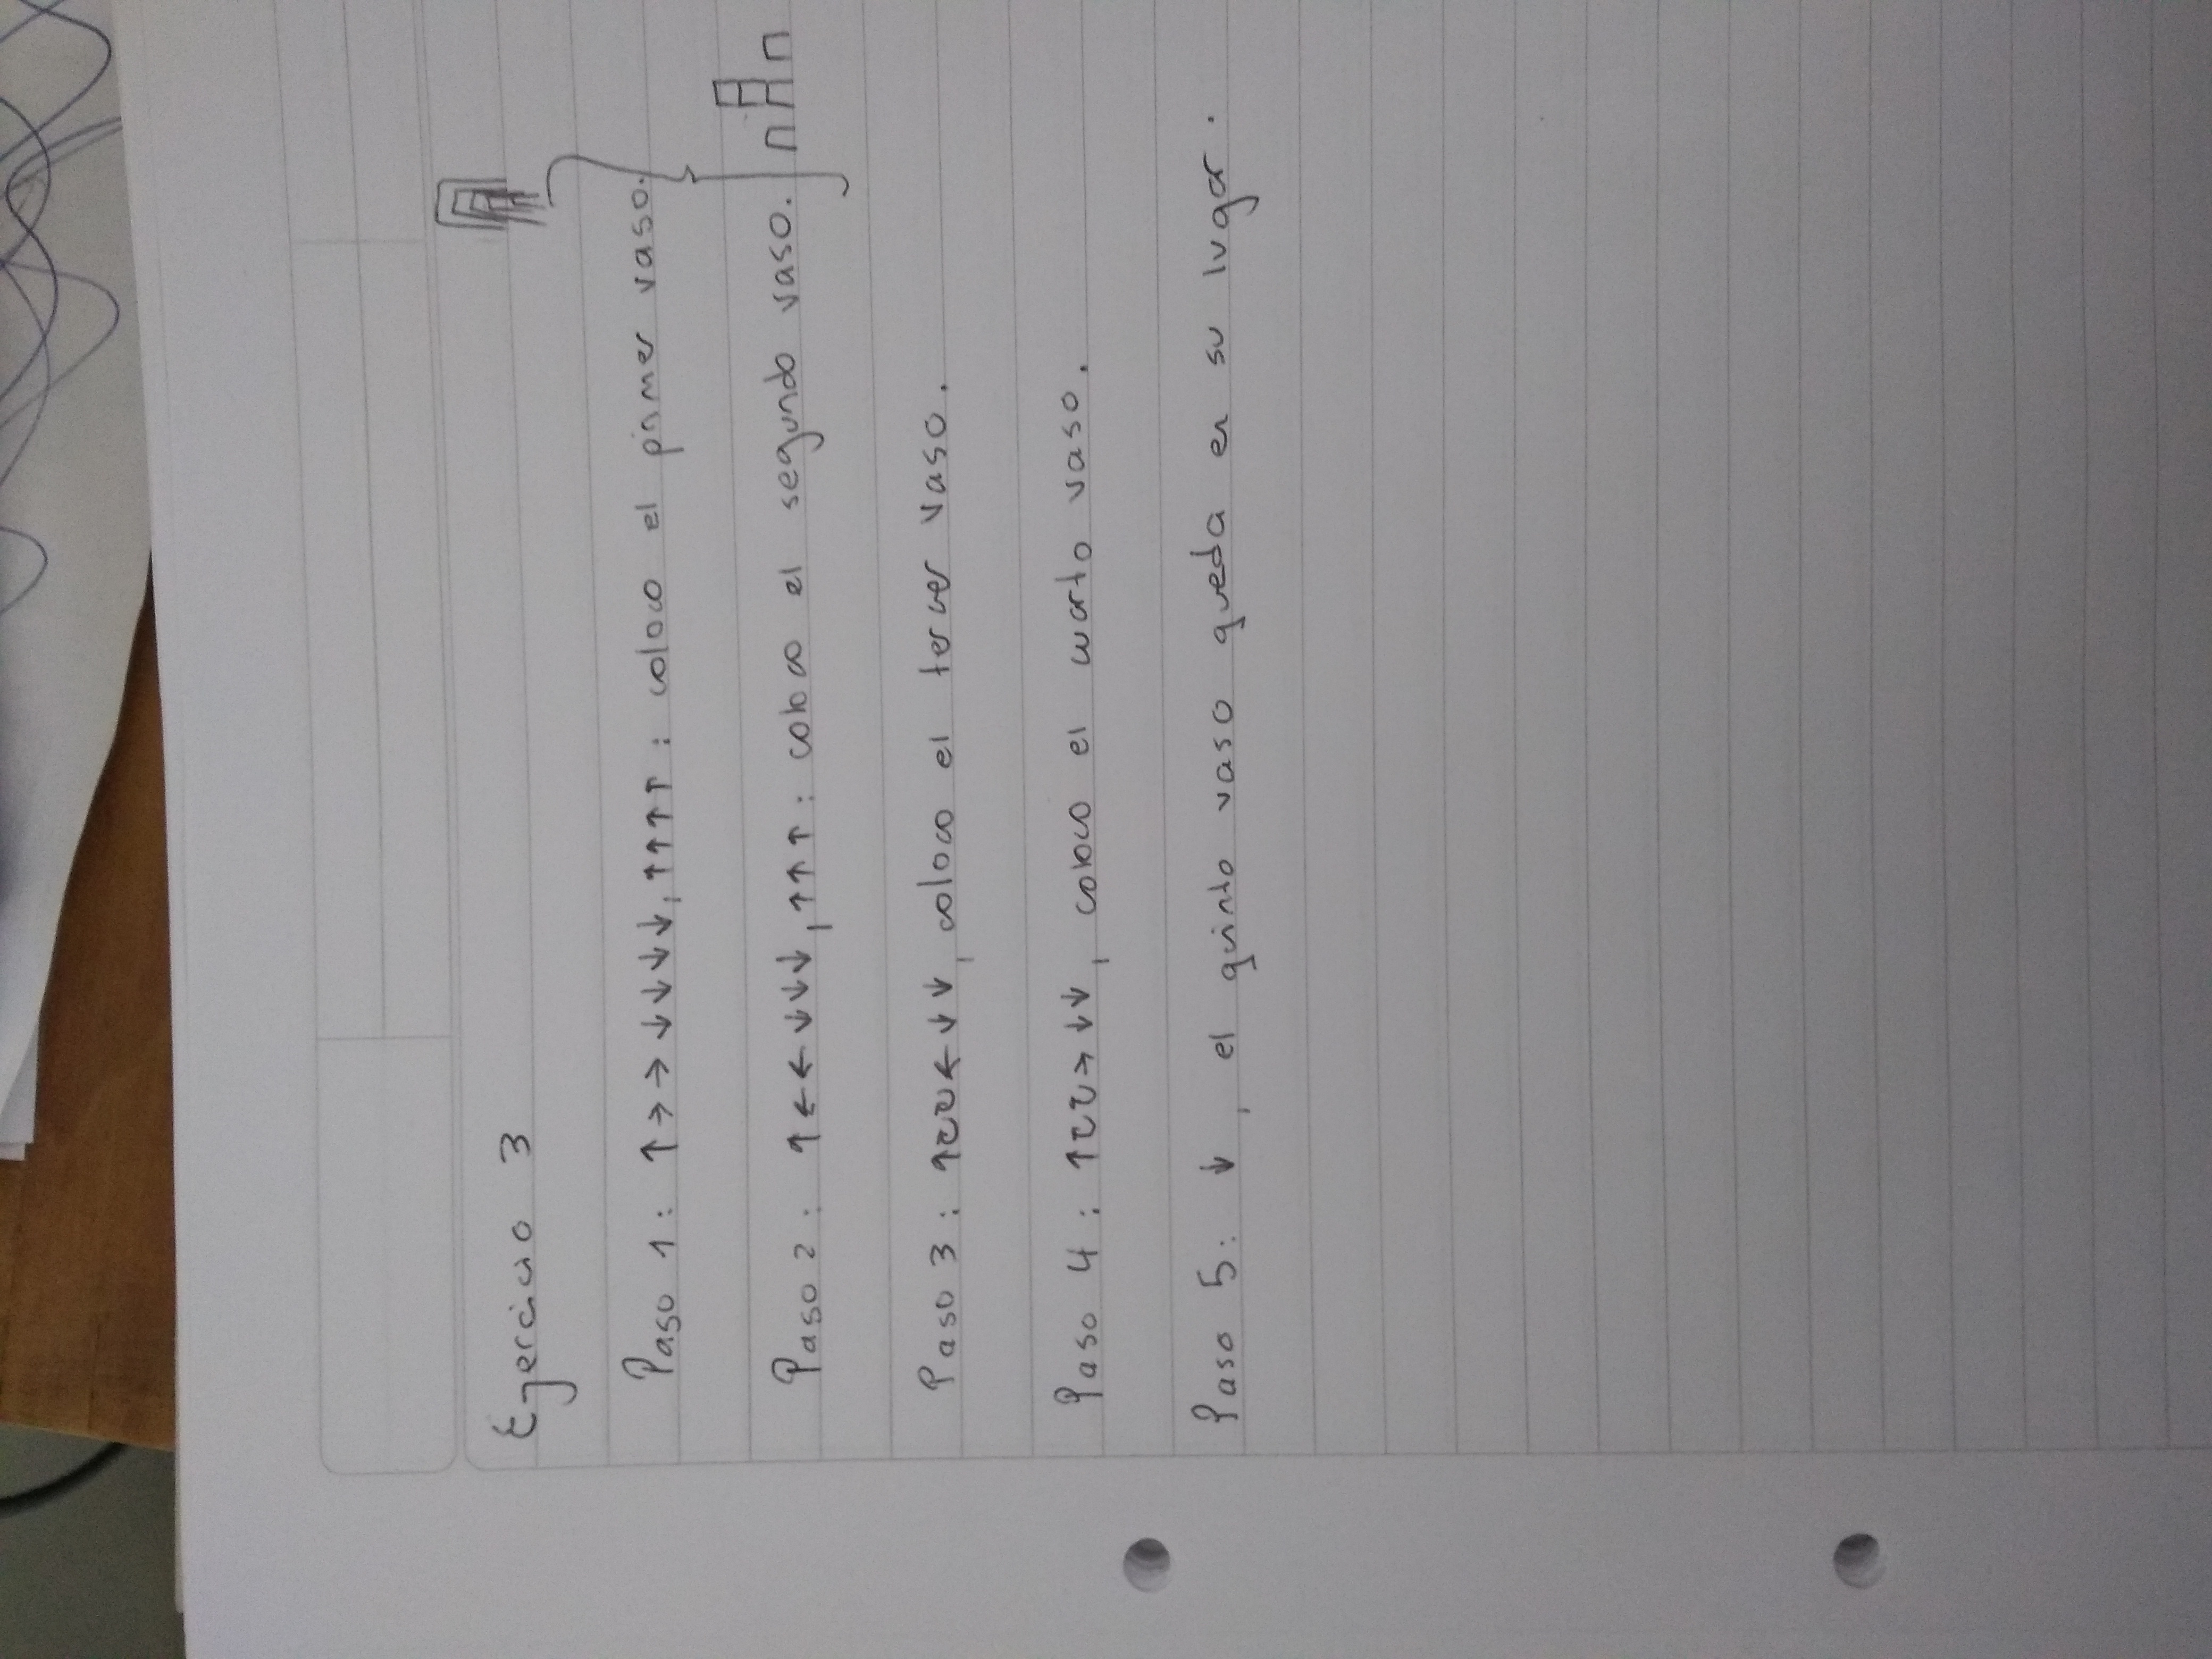 Ejercicio 3
Paso 1: ↑→→↓↓↓↓, ↑↑↑↑: coloco el primer vaso.
Paso 2: ↑←←↓↓↓, ↑↑↑: coloco el segundo vaso.
Paso 3: ↑↻↻←↓↓, coloco el tercer vaso.
Paso 4: ↑↻↻→↓↓, coloco el cuarto vaso.
Paso 5: ↓, el quinto vaso queda en su lugar.